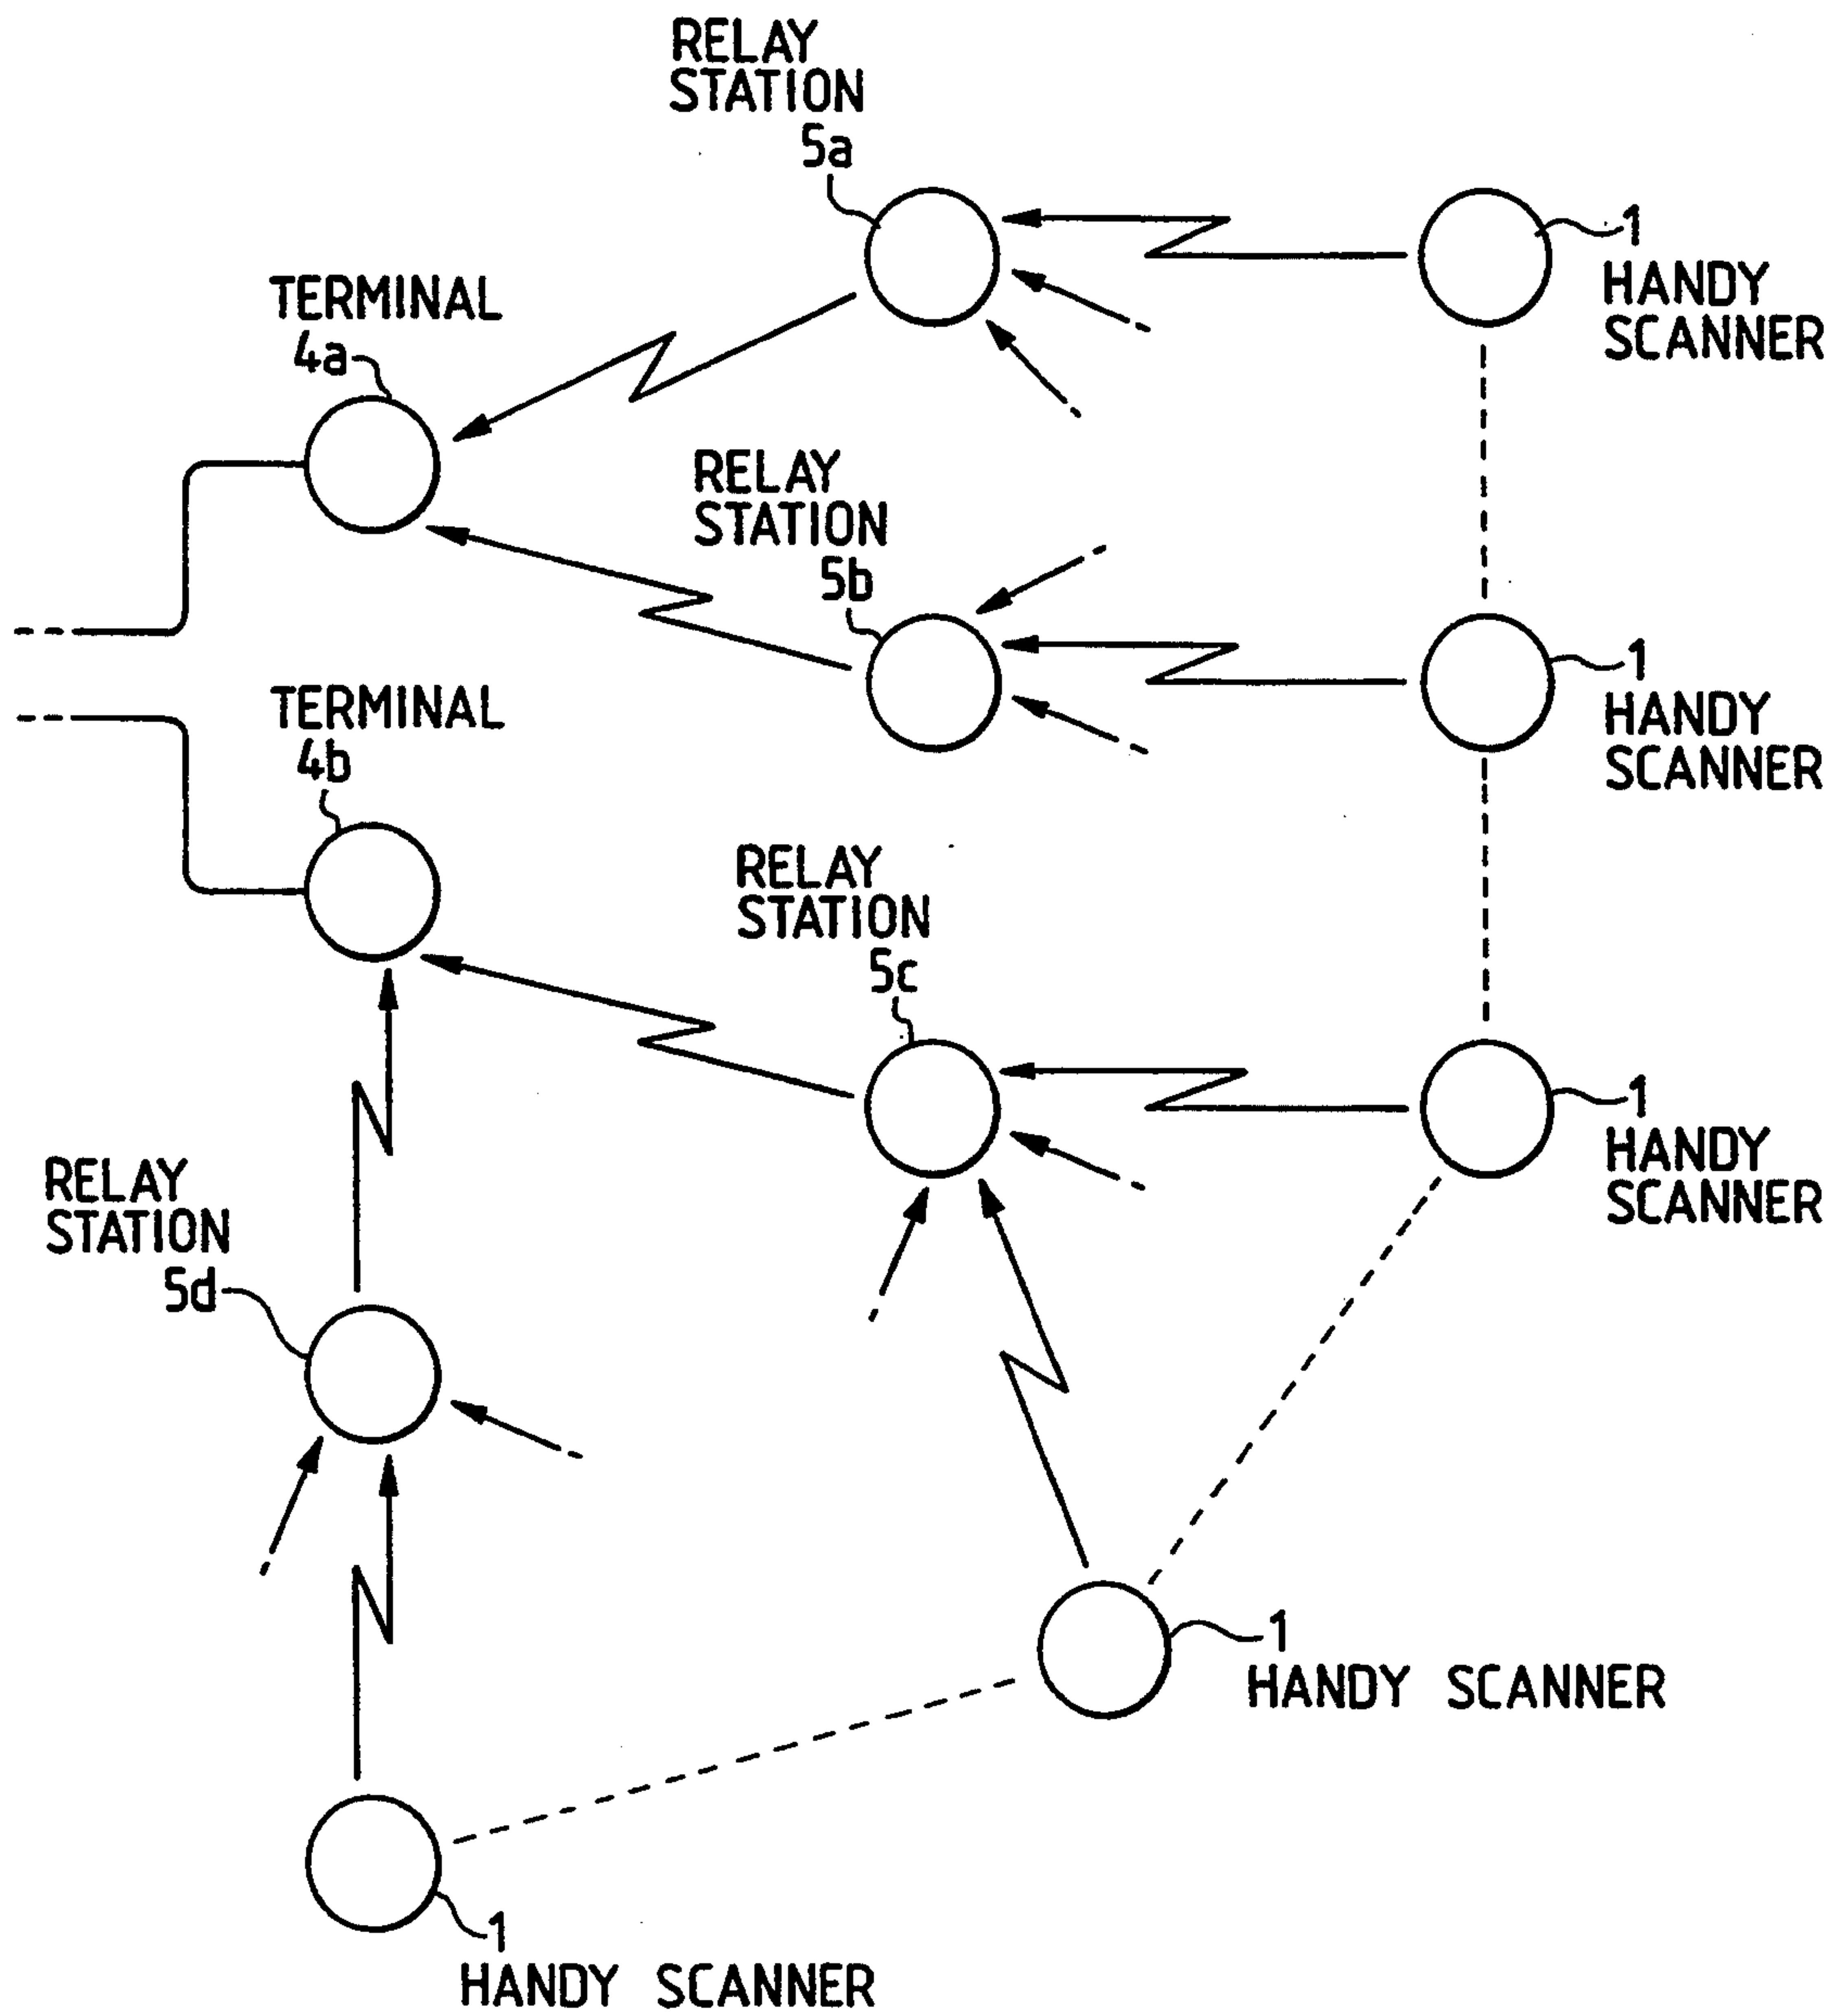 RELAY
STATION
5a
1
HANDY
SCANNER
TERMINAL
4a
RELAY
STATION
5b
1
HANDY
SCANNER
TERMINAL
4b
RELAY
STATION
5c
1
HANDY
SCANNER
RELAY
STATION
5d
1
HANDY SCANNER
1
HANDY SCANNER